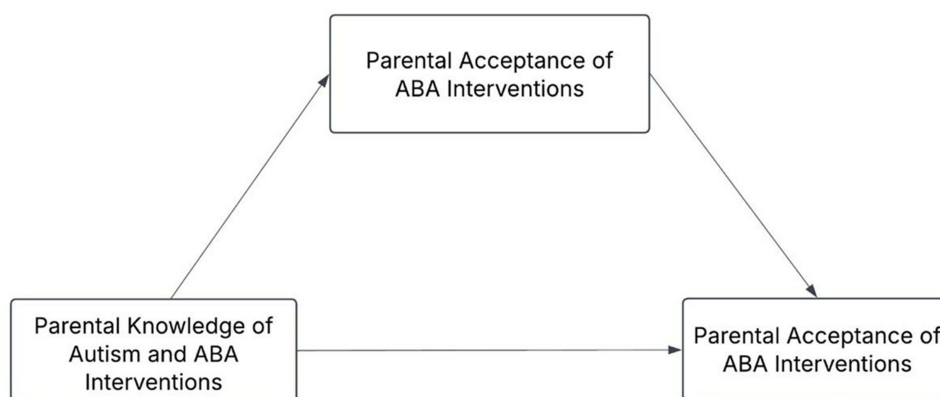 Parental Acceptance of
ABA Interventions
Parental Knowledge of
Autism and ABA
Interventions
Parental Acceptance of
ABA Interventions